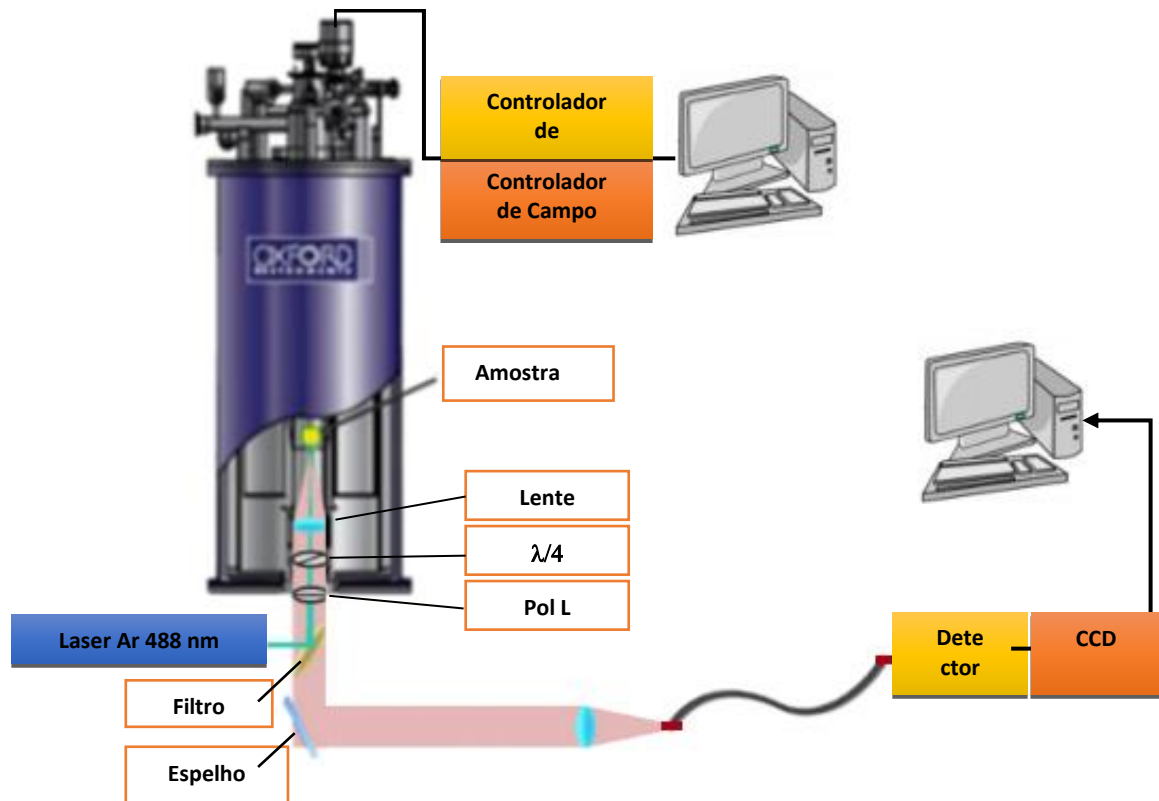 Controlador
de
Controlador
de Campo
OXFORD
INSTRUMENTS
Amostra
Lente
λ/4
Pol L
Laser Ar 488 nm
Filtro
Espelho
Dete
ctor
CCD